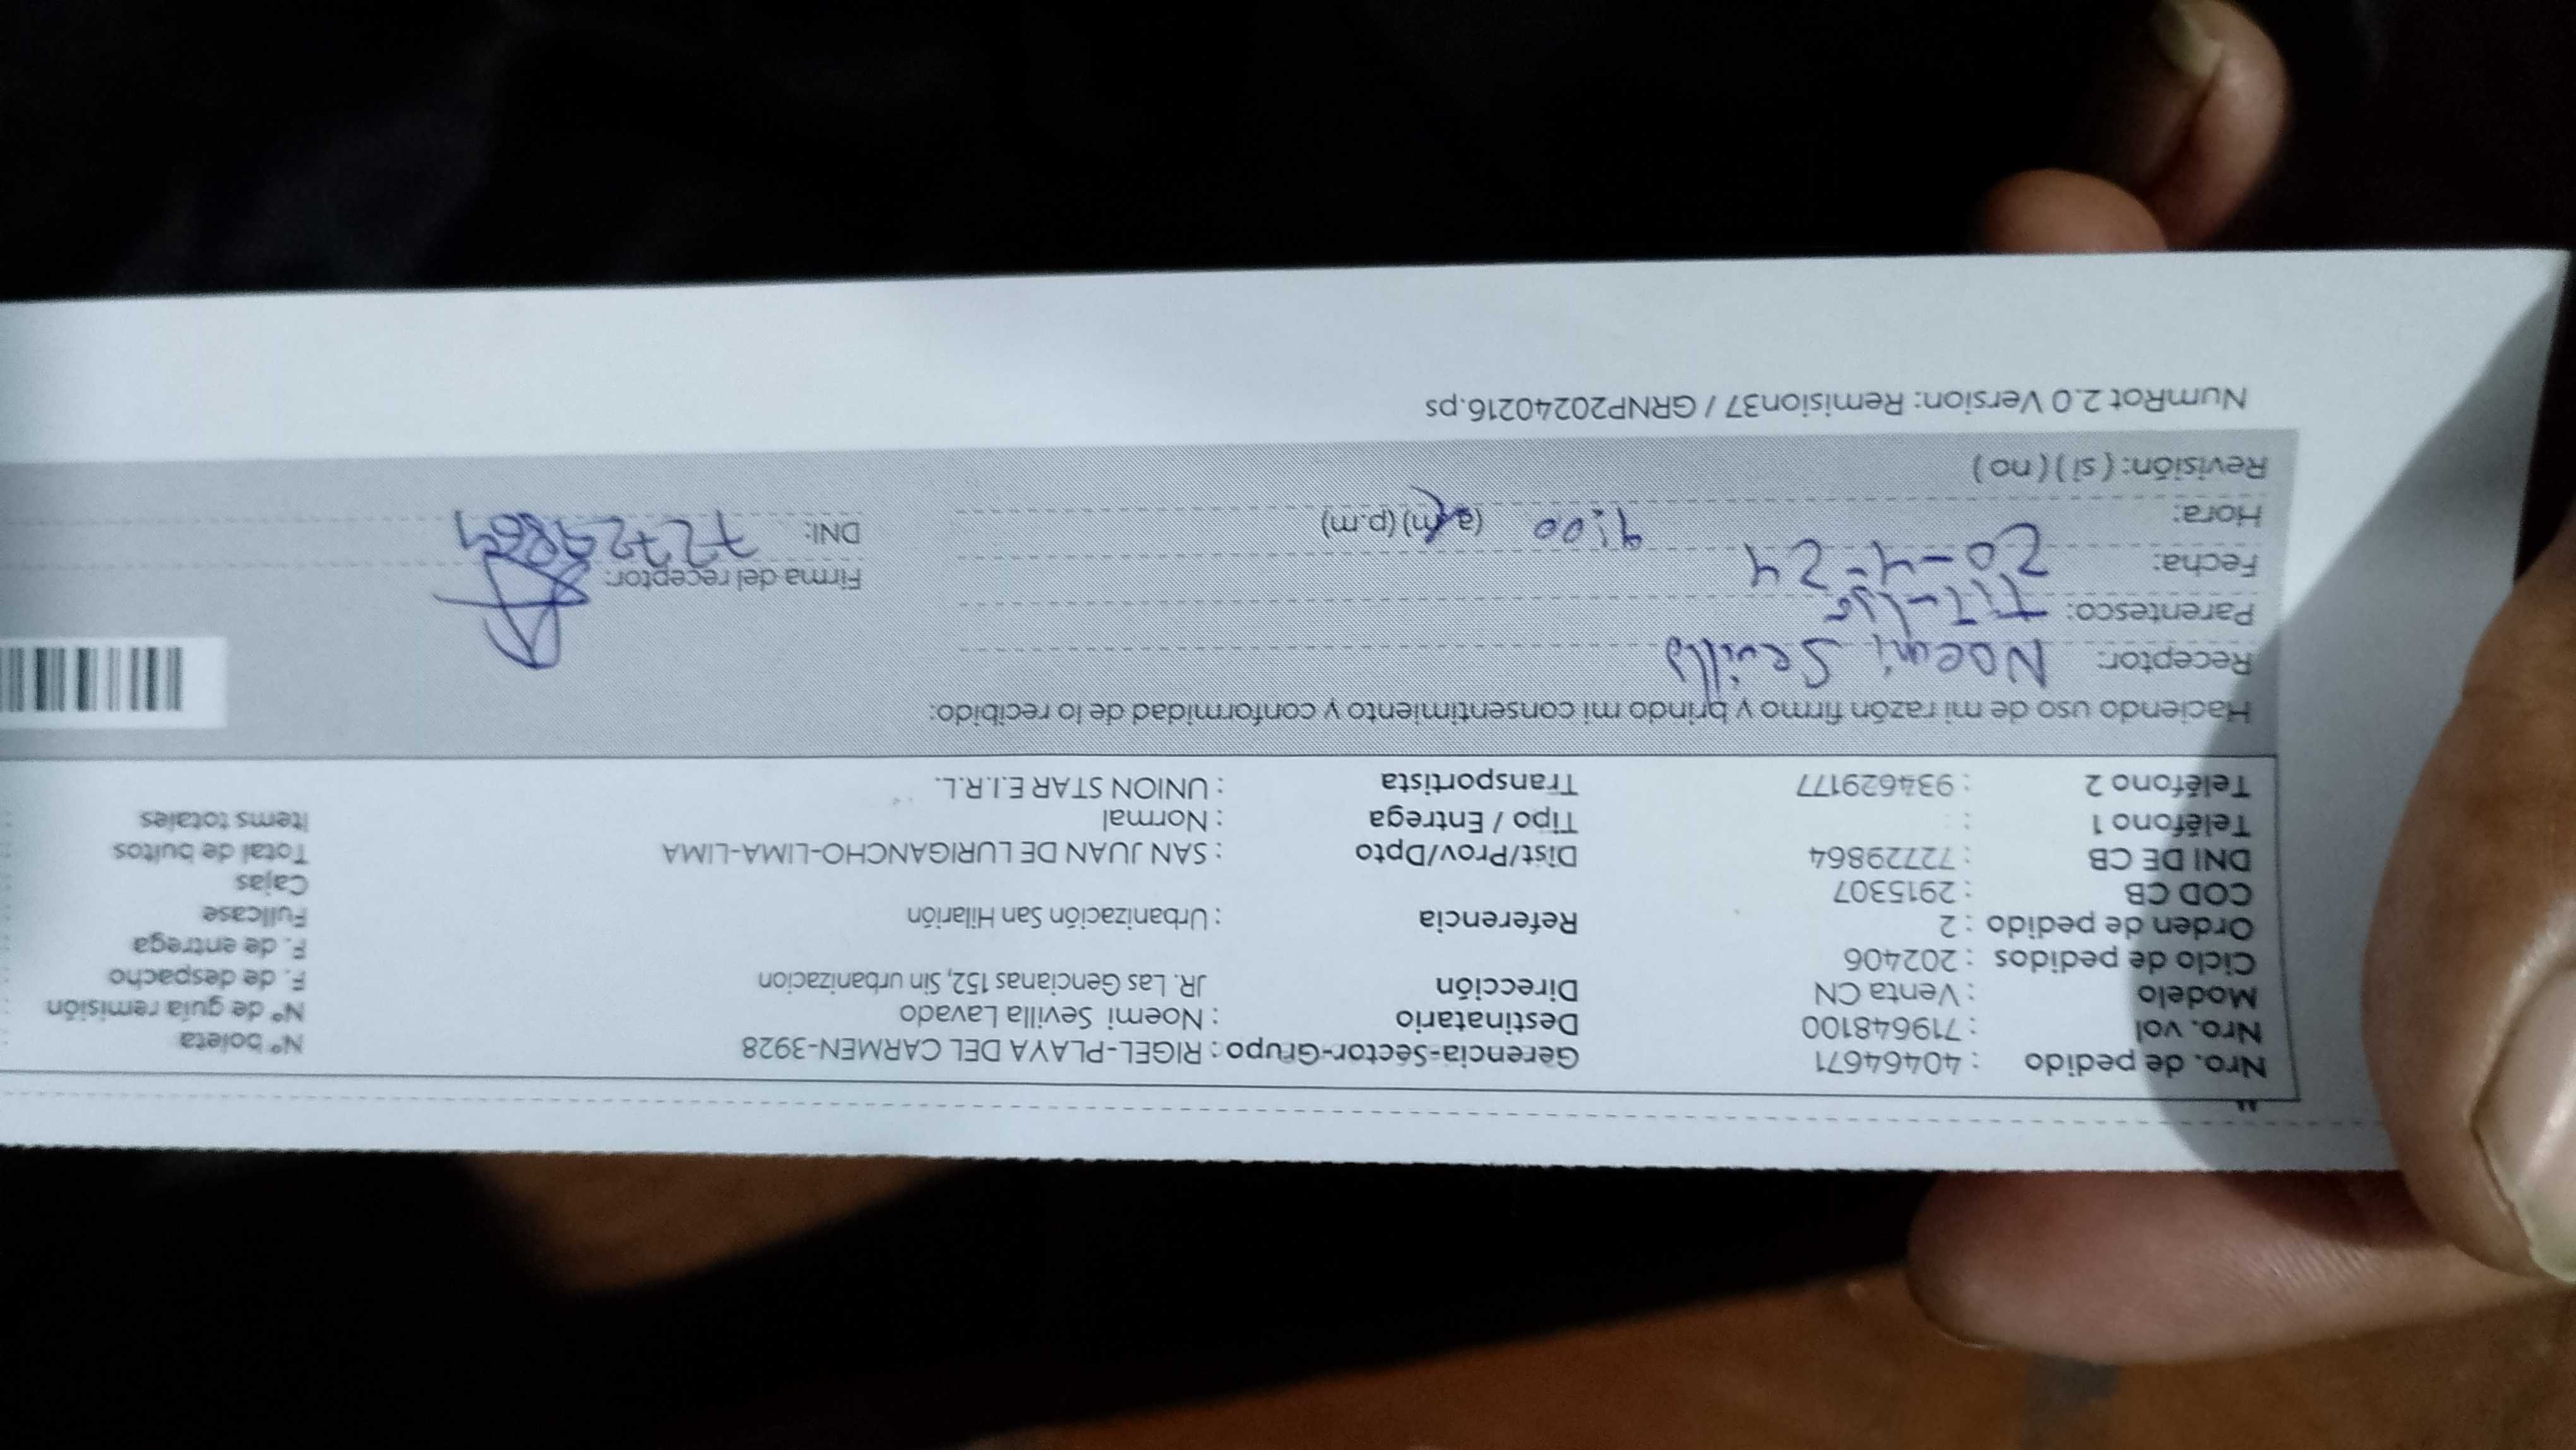 Nro. de pedido : 40464671 Gerencia-Sector-Grupo : RIGEL-PLAYA DEL CARMEN-3928 N° boleta
Nro. vol : 719648100 Destinatario : Noemi Sevilla Lavado N° de guía remisión :
Modelo : Venta CN Dirección JR. Las Gencianas 152, Sin urbanizacion F. de despacho :
Ciclo de pedidos : 202406 F. de entrega :
Orden de pedido : 2 Referencia : Urbanización San Hilarión Fullcase :
COD CB : 2915307 Cajas :
DNI DE CB : 72729864 Dist/Prov/Dpto : SAN JUAN DE LURIGANCHO-LIMA-LIMA Total de bultos :
Teléfono 1 : Tipo / Entrega : Normal Items totales :
Teléfono 2 : 934629177 Transportista : UNION STAR E.I.R.L.
Haciendo uso de mi razón firmo y brindo mi consentimiento y conformidad de lo recibido:
Receptor: Noemi Sevilla
Parentesco: Titular Firma del receptor:
Fecha: 20-4-24
Hora: 9:00 (a.m) (p.m) DNI: 72729864
Revisión: ( si ) ( no )
NumRot 2.0 Version: Remision37 / GRNP20240216.ps